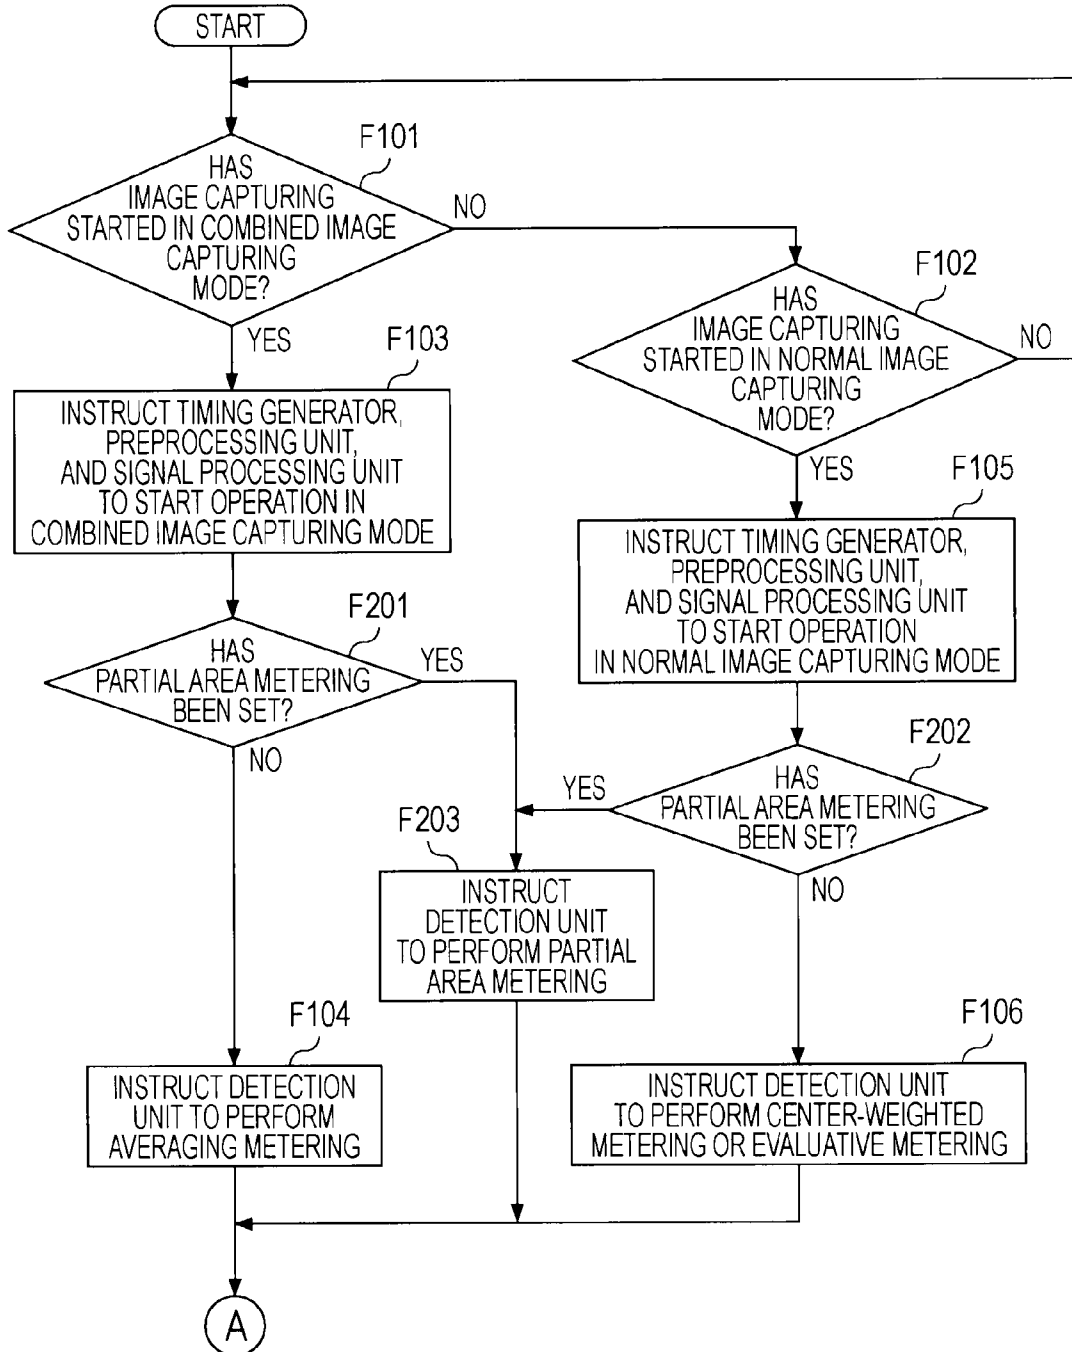 START
F101
HAS
IMAGE CAPTURING
STARTED IN COMBINED IMAGE
CAPTURING
MODE?
NO
YES
F102
HAS
IMAGE CAPTURING
STARTED IN NORMAL IMAGE
CAPTURING
MODE?
NO
YES
F103
INSTRUCT TIMING GENERATOR,
PREPROCESSING UNIT,
AND SIGNAL PROCESSING UNIT
TO START OPERATION IN
COMBINED IMAGE CAPTURING MODE
F105
INSTRUCT TIMING GENERATOR,
PREPROCESSING UNIT,
AND SIGNAL PROCESSING UNIT
TO START OPERATION
IN NORMAL IMAGE CAPTURING MODE
F201
HAS
PARTIAL AREA METERING
BEEN SET?
YES
NO
F202
HAS
PARTIAL AREA METERING
BEEN SET?
YES
NO
F203
INSTRUCT
DETECTION UNIT
TO PERFORM PARTIAL
AREA METERING
F104
INSTRUCT DETECTION
UNIT TO PERFORM
AVERAGING METERING
F106
INSTRUCT DETECTION UNIT
TO PERFORM CENTER-WEIGHTED
METERING OR EVALUATIVE METERING
A